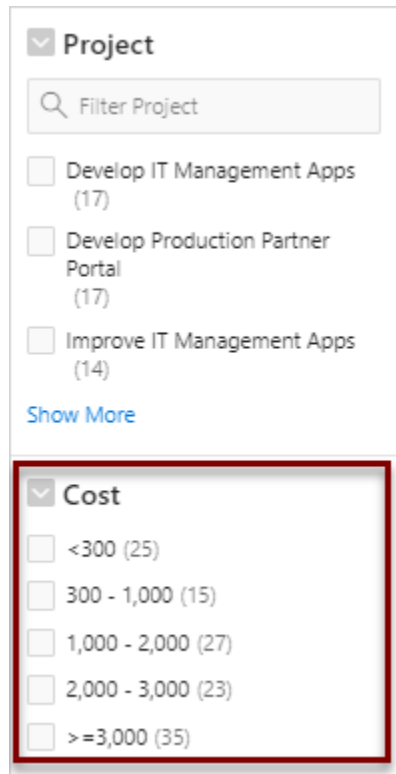 Project
Filter Project
Develop IT Management Apps
(17)
Develop Production Partner
Portal
(17)
Improve IT Management Apps
(14)
Show More
Cost
<300 (25)
300 - 1,000 (15)
1,000 - 2,000 (27)
2,000 - 3,000 (23)
>=3,000 (35)